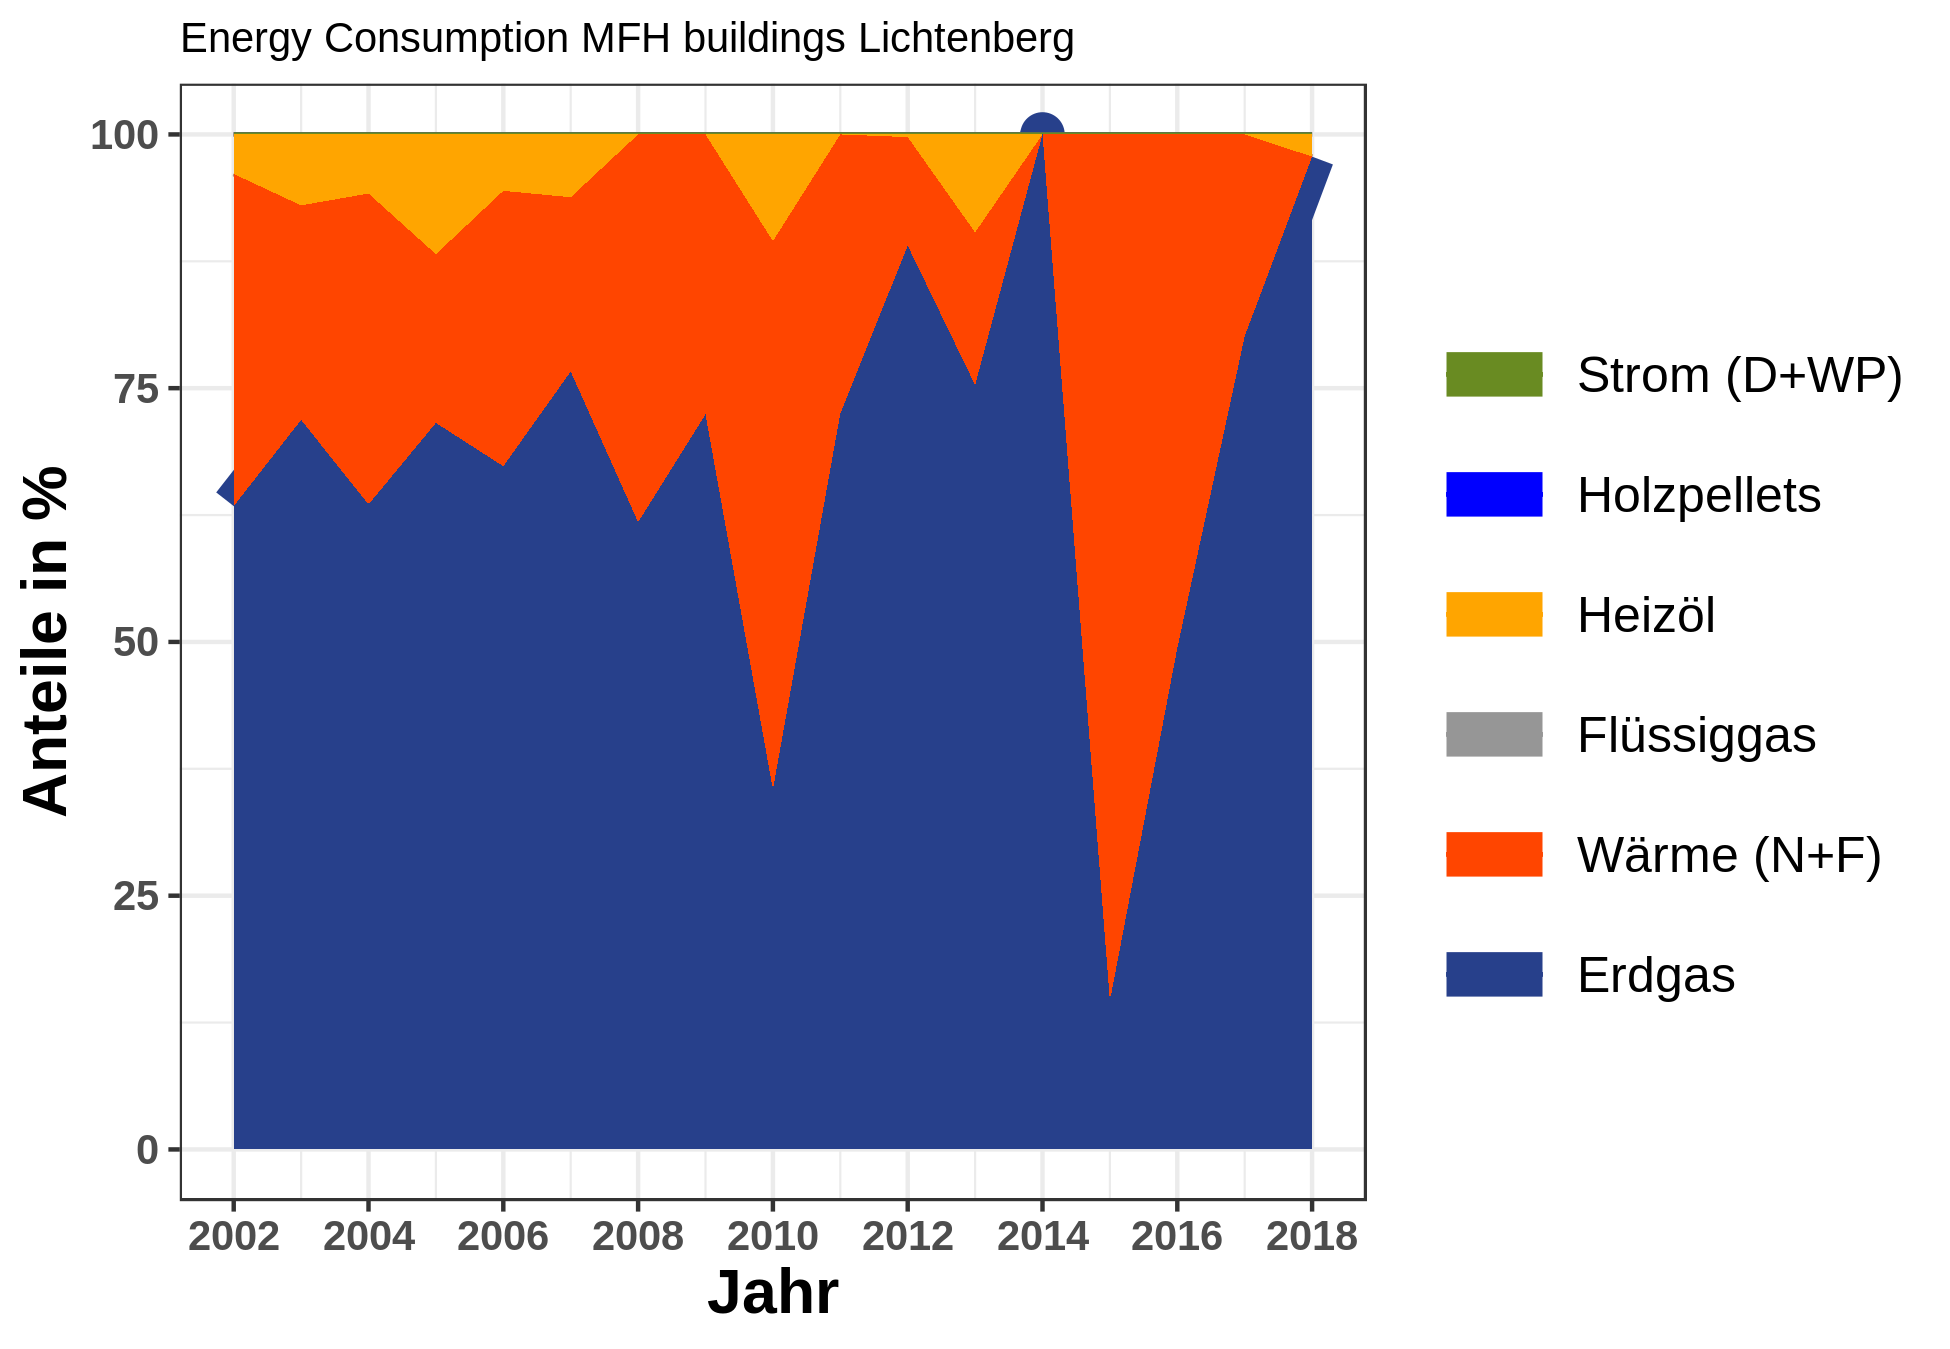 Energy Consumption MFH buildings Lichtenberg
Anteile in %
100
75
50
25
0
2002 2004 2006 2008 2010 2012 2014 2016 2018
Jahr
Strom (D+WP)
Holzpellets
Heizöl
Flüssiggas
Wärme (N+F)
Erdgas